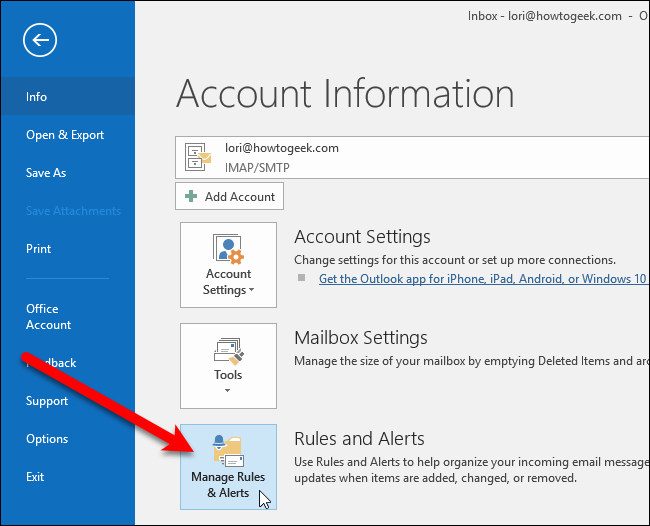 Inbox - lori@howtogeek.com - O
Info
Open & Export
Save As
Save Attachments
Print
Office
Account
Feedback
Support
Options
Exit
Account Information
lori@howtogeek.com
IMAP/SMTP
Add Account
Account
Settings
Account Settings
Change settings for this account or set up more connections.
Get the Outlook app for iPhone, iPad, Android, or Windows 10
Tools
Mailbox Settings
Manage the size of your mailbox by emptying Deleted Items and arc
Manage Rules
& Alerts
Rules and Alerts
Use Rules and Alerts to help organize your incoming email message
updates when items are added, changed, or removed.